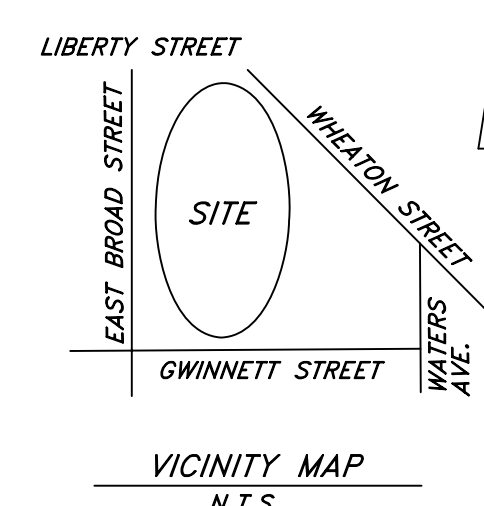 LIBERTY STREET
EAST BROAD STREET
WHEATON STREET
SITE
WATERS
AVE.
GWINNETT STREET
VICINITY MAP
N.T.S.